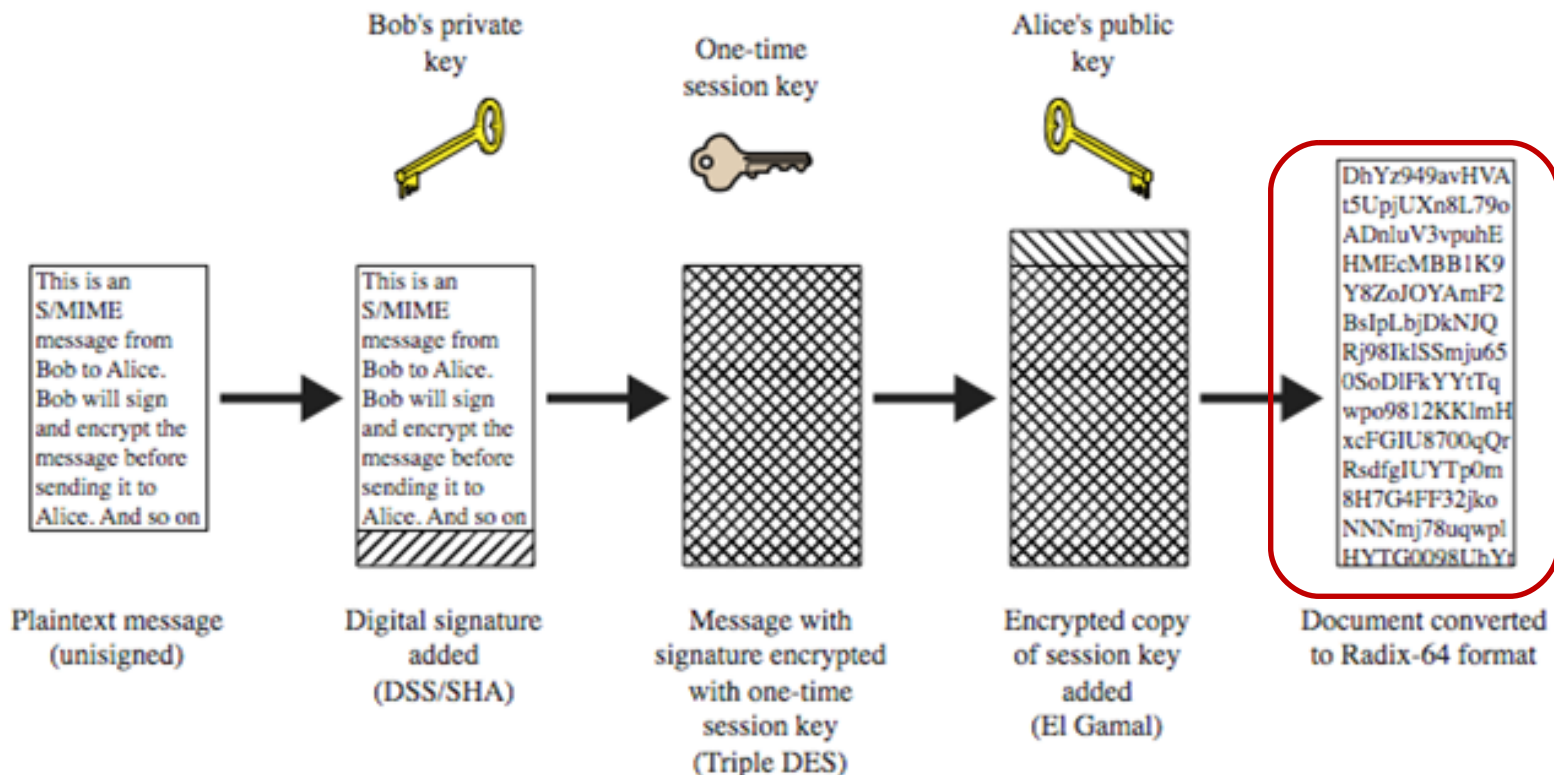 Bob's private
key
One-time
session key
Alice's public
key
This is an
S/MIME
message from
Bob to Alice.
Bob will sign
and encrypt the
message before
sending it to
Alice. And so on
This is an
S/MIME
message from
Bob to Alice.
Bob will sign
and encrypt the
message before
sending it to
Alice. And so on
DhYz949avHVA
t5UpjUXn8L79o
ADnluV3vpuhE
HMEcMBB1K9
Y8ZoJOYAmF2
BsIpLbjDkNJQ
Rj98IklSSmju65
0SoDlFkYYtTq
wpo9812KKlmH
xcFGIU8700qQr
RsdfgIUYTp0m
8H7G4FF32jko
NNNmj78uqwpl
HYTG0098UhYt
Plaintext message
(unisigned)
Digital signature
added
(DSS/SHA)
Message with
signature encrypted
with one-time
session key
(Triple DES)
Encrypted copy
of session key
added
(El Gamal)
Document converted
to Radix-64 format